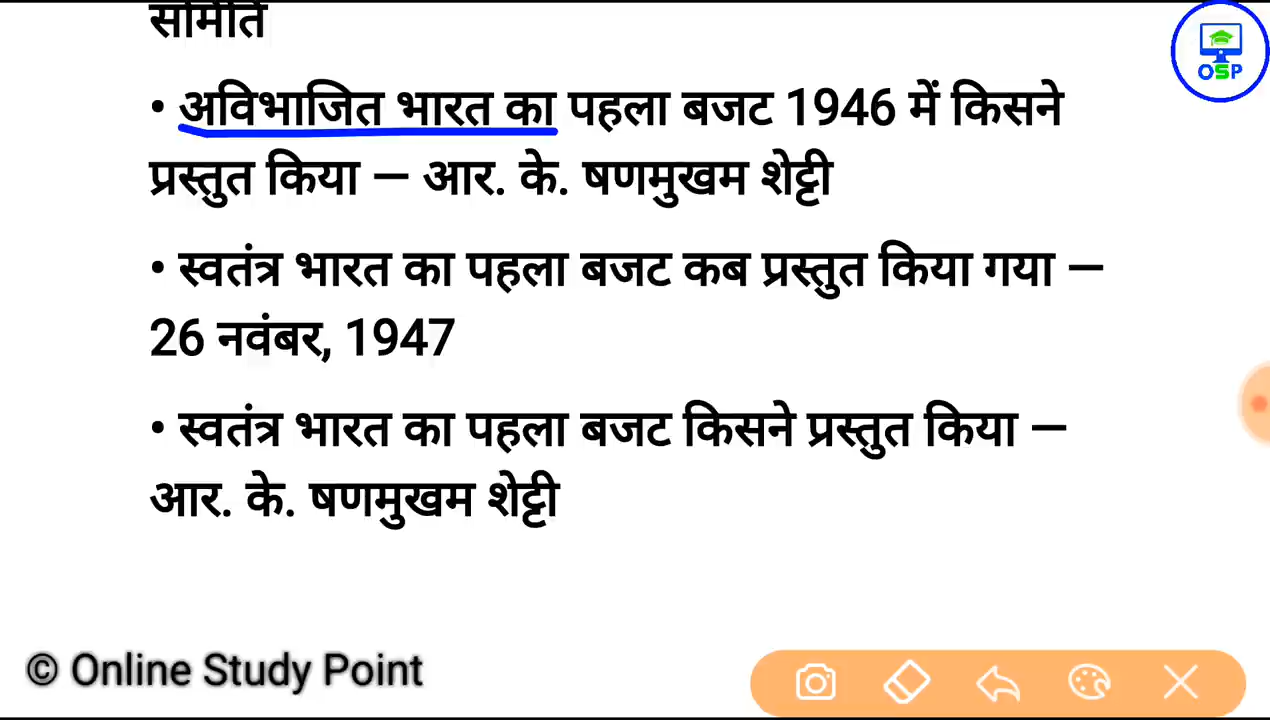 समिति
OSP
• अविभाजित भारत का पहला बजट 1946 में किसने
प्रस्तुत किया – आर. के. षणमुखम शेट्टी
• स्वतंत्र भारत का पहला बजट कब प्रस्तुत किया गया –
26 नवंबर, 1947
• स्वतंत्र भारत का पहला बजट किसने प्रस्तुत किया –
आर. के. षणमुखम शेट्टी
© Online Study Point